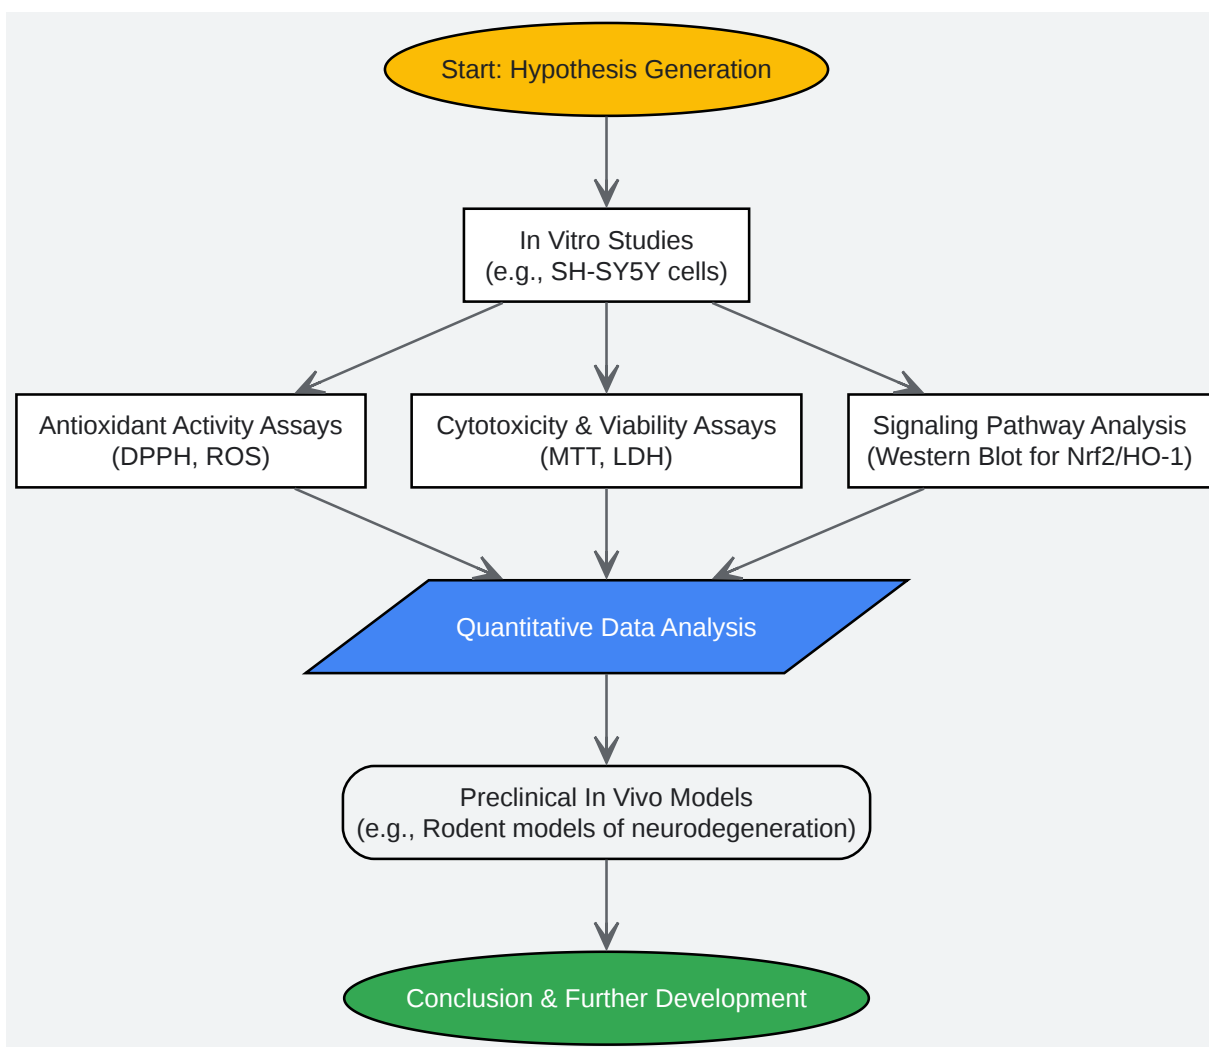 Start: Hypothesis Generation
In Vitro Studies
(e.g., SH-SY5Y cells)
Antioxidant Activity Assays
(DPPH, ROS)
Cytotoxicity & Viability Assays
(MTT, LDH)
Signaling Pathway Analysis
(Western Blot for Nrf2/HO-1)
Quantitative Data Analysis
Preclinical In Vivo Models
(e.g., Rodent models of neurodegeneration)
Conclusion & Further Development